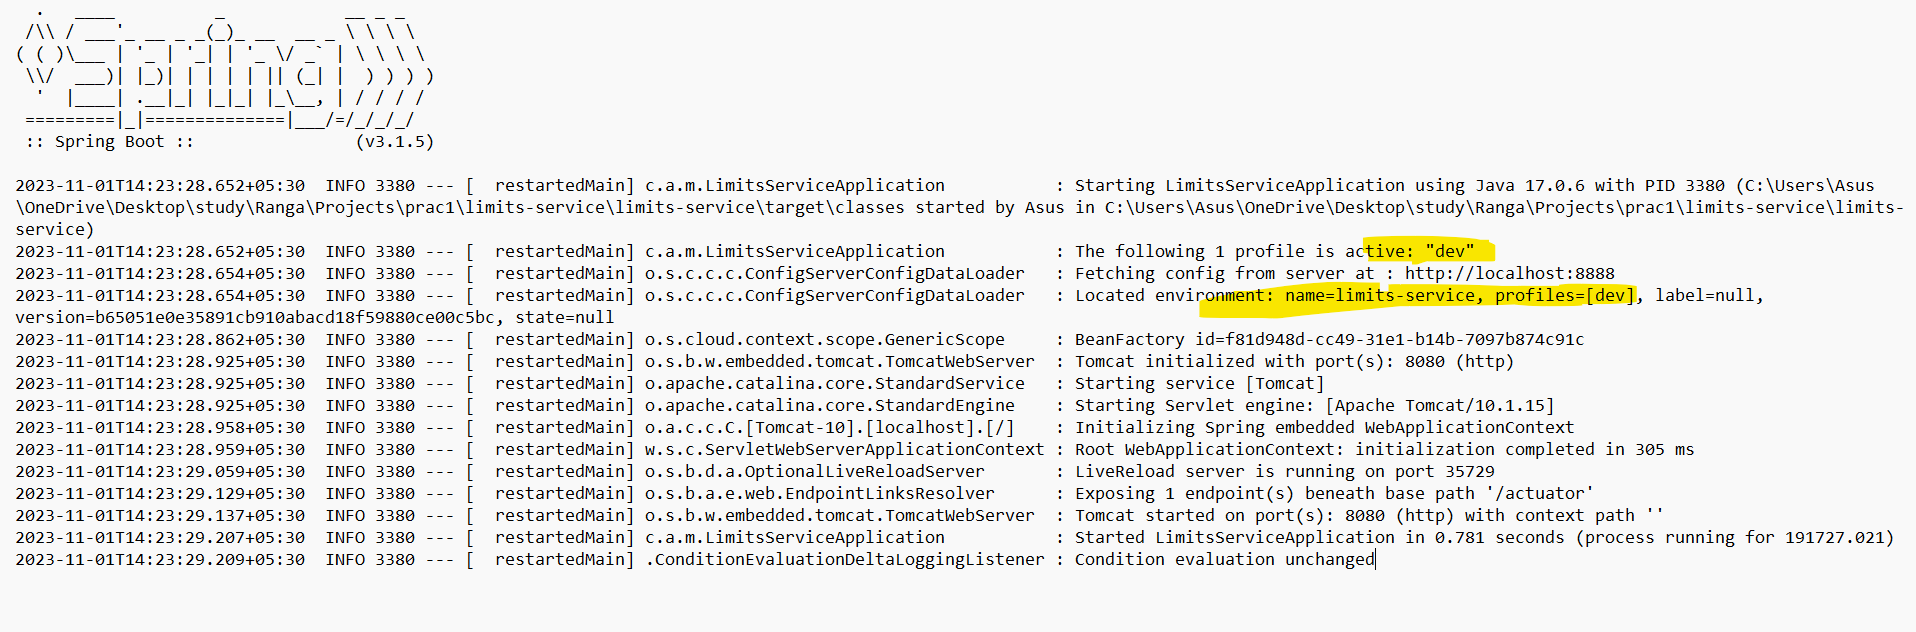 .   ____          _            __ _ _
 /\\ / ___'_ __ _ _(_)_ __  __ _ \ \ \ \
( ( )\___ | '_ | '_| | '_ \/ _` | \ \ \ \
 \\/  ___)| |_)| | | | | || (_| |  ) ) ) )
  '  |____| .__|_| |_|_| |_\__, | / / / /
 =========|_|==============|___/=/_/_/_/
 :: Spring Boot ::                (v3.1.5)
2023-11-01T14:23:28.652+05:30  INFO 3380 --- [  restartedMain] c.a.m.LimitsServiceApplication           : Starting LimitsServiceApplication using Java 17.0.6 with PID 3380 (C:\Users\Asus
\OneDrive\Desktop\study\Ranga\Projects\prac1\limits-service\limits-service\target\classes started by Asus in C:\Users\Asus\OneDrive\Desktop\study\Ranga\Projects\prac1\limits-service\limits-
service)
2023-11-01T14:23:28.652+05:30  INFO 3380 --- [  restartedMain] c.a.m.LimitsServiceApplication           : The following 1 profile is active: "dev"
2023-11-01T14:23:28.654+05:30  INFO 3380 --- [  restartedMain] o.s.c.c.c.ConfigServerConfigDataLoader   : Fetching config from server at : http://localhost:8888
2023-11-01T14:23:28.654+05:30  INFO 3380 --- [  restartedMain] o.s.c.c.c.ConfigServerConfigDataLoader   : Located environment: name=limits-service, profiles=[dev], label=null,
version=b65051e0e35891cb910abacd18f59880ce00c5bc, state=null
2023-11-01T14:23:28.862+05:30  INFO 3380 --- [  restartedMain] o.s.cloud.context.scope.GenericScope     : BeanFactory id=f81d948d-cc49-31e1-b14b-7097b874c91c
2023-11-01T14:23:28.925+05:30  INFO 3380 --- [  restartedMain] o.s.b.w.embedded.tomcat.TomcatWebServer  : Tomcat initialized with port(s): 8080 (http)
2023-11-01T14:23:28.925+05:30  INFO 3380 --- [  restartedMain] o.apache.catalina.core.StandardService   : Starting service [Tomcat]
2023-11-01T14:23:28.925+05:30  INFO 3380 --- [  restartedMain] o.apache.catalina.core.StandardEngine    : Starting Servlet engine: [Apache Tomcat/10.1.15]
2023-11-01T14:23:28.958+05:30  INFO 3380 --- [  restartedMain] o.a.c.c.C.[Tomcat-10].[localhost].[/]    : Initializing Spring embedded WebApplicationContext
2023-11-01T14:23:28.959+05:30  INFO 3380 --- [  restartedMain] w.s.c.ServletWebServerApplicationContext : Root WebApplicationContext: initialization completed in 305 ms
2023-11-01T14:23:29.059+05:30  INFO 3380 --- [  restartedMain] o.s.b.d.a.OptionalLiveReloadServer       : LiveReload server is running on port 35729
2023-11-01T14:23:29.129+05:30  INFO 3380 --- [  restartedMain] o.s.b.a.e.web.EndpointLinksResolver      : Exposing 1 endpoint(s) beneath base path '/actuator'
2023-11-01T14:23:29.137+05:30  INFO 3380 --- [  restartedMain] o.s.b.w.embedded.tomcat.TomcatWebServer  : Tomcat started on port(s): 8080 (http) with context path ''
2023-11-01T14:23:29.207+05:30  INFO 3380 --- [  restartedMain] c.a.m.LimitsServiceApplication           : Started LimitsServiceApplication in 0.781 seconds (process running for 191727.021)
2023-11-01T14:23:29.209+05:30  INFO 3380 --- [  restartedMain] .ConditionEvaluationDeltaLoggingListener : Condition evaluation unchanged